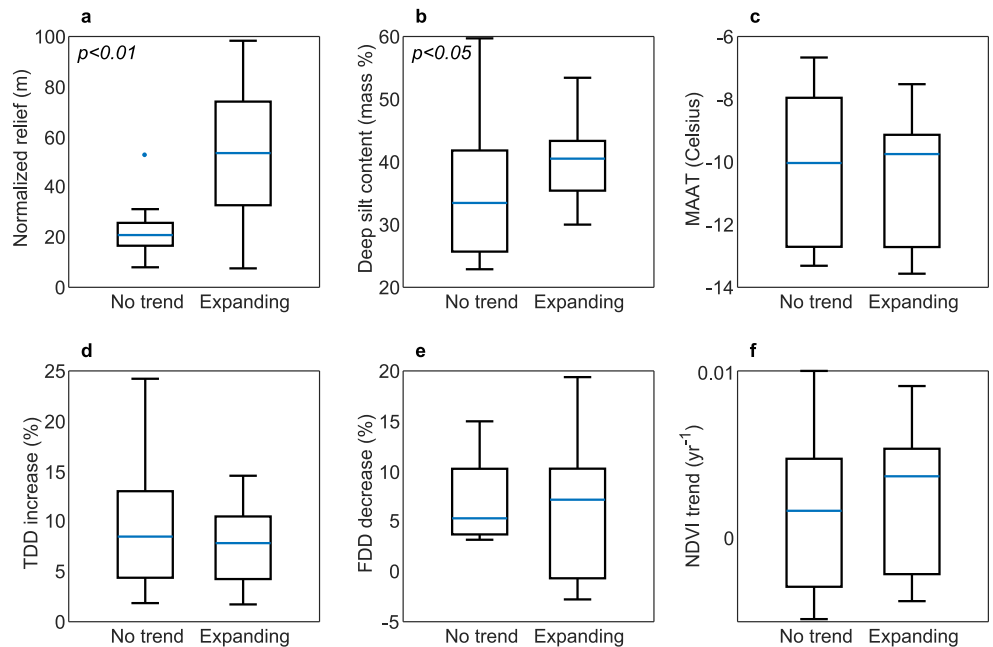 a
p<0.01
Normalized relief (m)
100
80
60
40
20
0
No trend Expanding
b
p<0.05
Deep silt content (mass %)
60
50
40
30
20
No trend Expanding
c
MAAT (Celsius)
-6
-8
-10
-12
-14
No trend Expanding
d
TDD increase (%)
25
20
15
10
5
0
No trend Expanding
e
FDD decrease (%)
20
15
10
5
0
-5
No trend Expanding
f
NDVI trend (yr⁻¹)
0.01
0
No trend Expanding